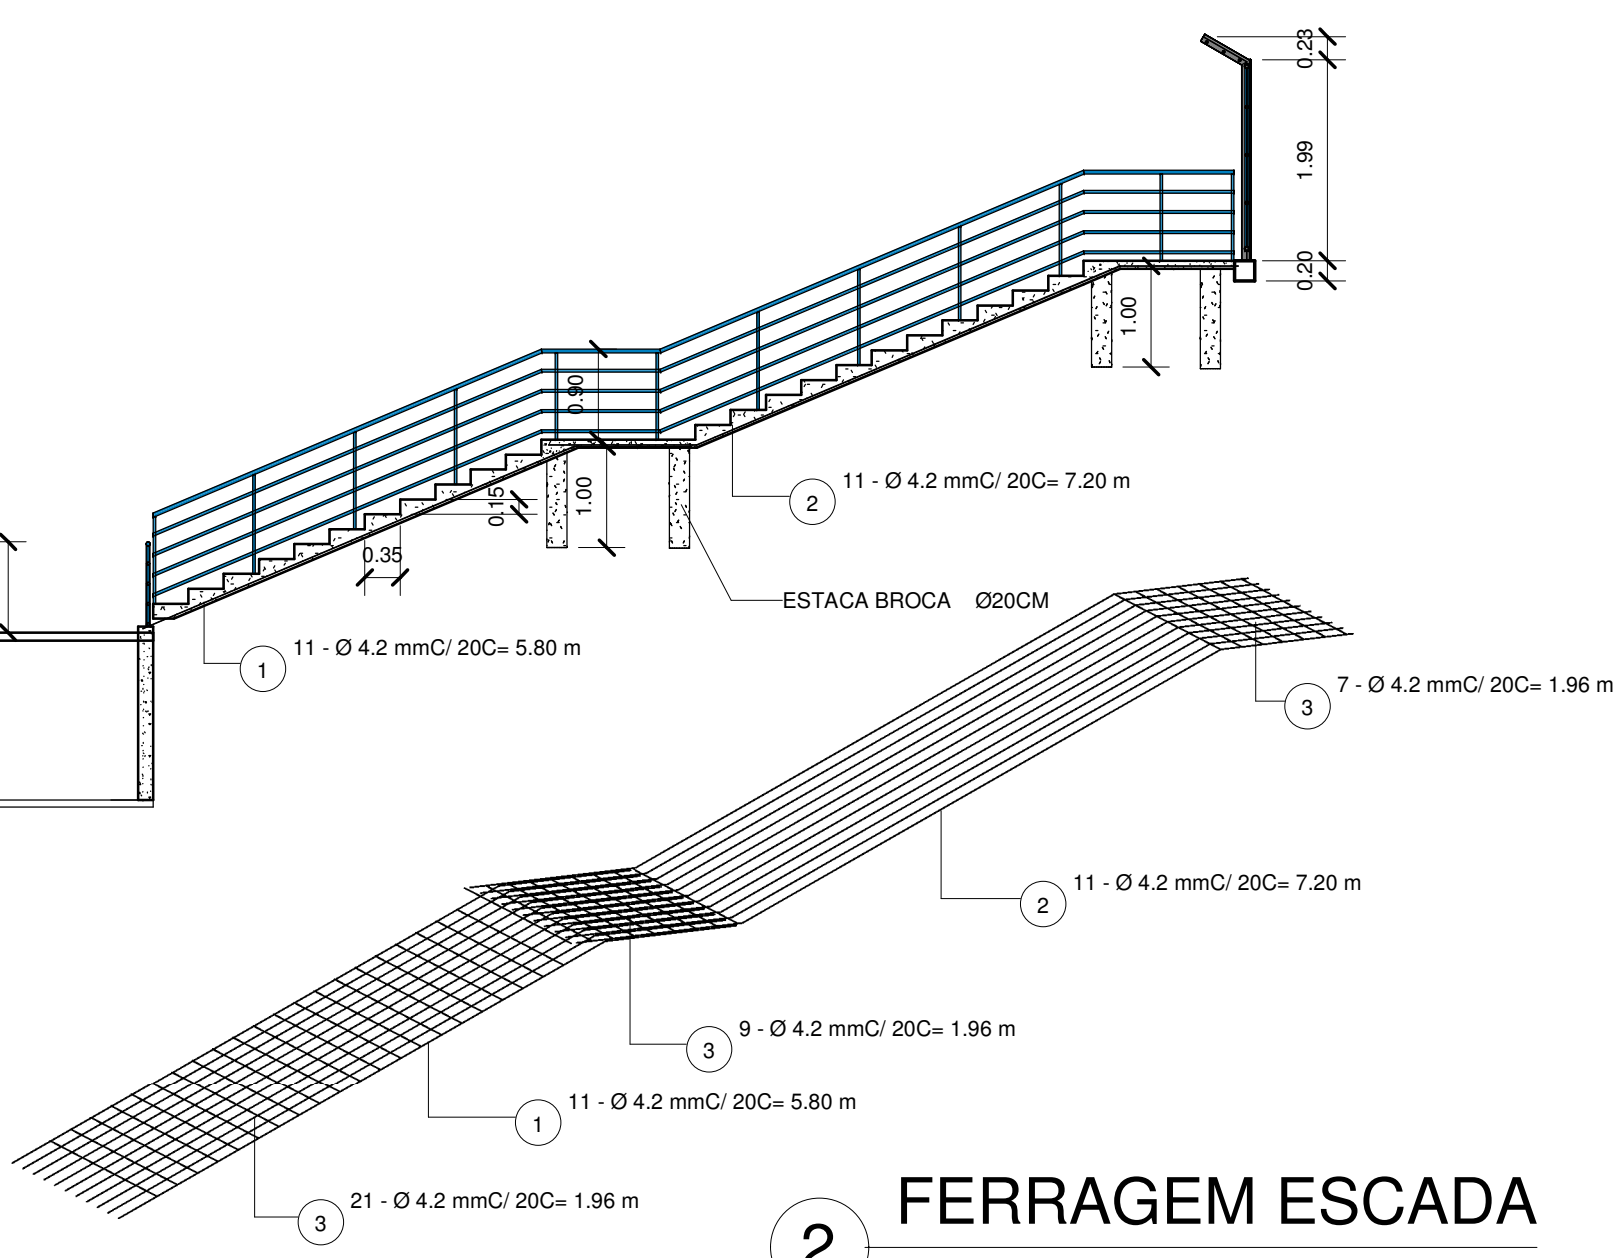 0.23
1.99
0.20
1.00
0.90
11 - Ø 4.2 mmC/ 20C= 7.20 m
2
0.15
1.00
0.35
ESTACA BROCA Ø20CM
11 - Ø 4.2 mmC/ 20C= 5.80 m
1
7 - Ø 4.2 mmC/ 20C= 1.96 m
3
11 - Ø 4.2 mmC/ 20C= 7.20 m
2
9 - Ø 4.2 mmC/ 20C= 1.96 m
3
11 - Ø 4.2 mmC/ 20C= 5.80 m
1
21 - Ø 4.2 mmC/ 20C= 1.96 m
3
FERRAGEM ESCADA
2